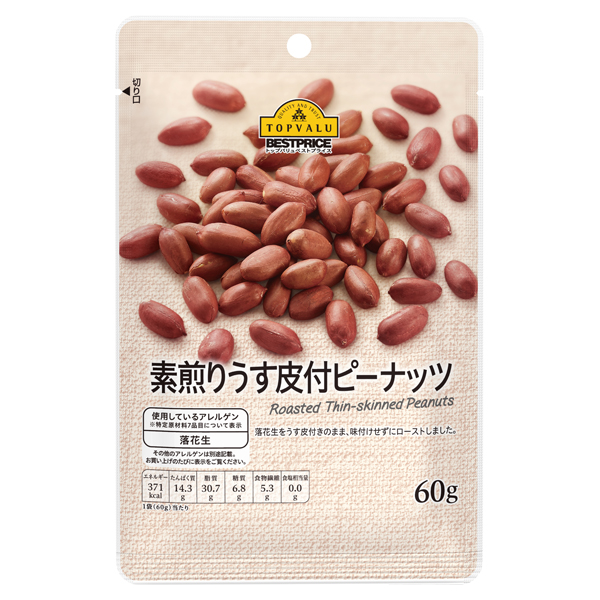 切り口
QUALITY AND TRUST
TOPVALU
BESTPRICE
トップバリュベストプライス
素煎りうす皮付ピーナッツ
Roasted Thin-skinned Peanuts
落花生をうす皮付きのまま、味付けせずにローストしました。
使用しているアレルゲン
※特定原材料7品目について表示
落花生
その他のアレルゲンは別途記載。
お買い上げのたびに表示をご覧ください。
エネルギー たんぱく質 脂質 糖質 食物繊維 食塩相当量
371 kcal 14.3 g 30.7 g 6.8 g 5.3 g 0.0 g
1袋(60g)当たり
60g